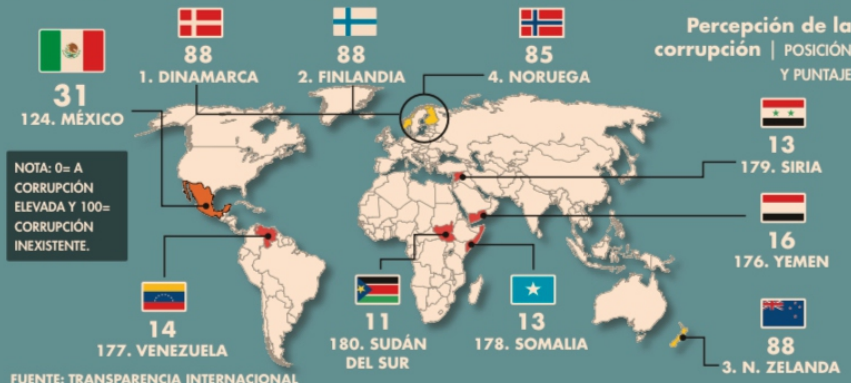 Percepción de la
corrupción | POSICIÓN
Y PUNTAJE
31
124. MÉXICO
88
1. DINAMARCA
88
2. FINLANDIA
85
4. NORUEGA
13
179. SIRIA
NOTA: 0= A
CORRUPCIÓN
ELEVADA Y 100=
CORRUPCIÓN
INEXISTENTE.
16
176. YEMEN
14
177. VENEZUELA
11
180. SUDÁN
DEL SUR
13
178. SOMALIA
88
3. N. ZELANDA
FUENTE: TRANSPARENCIA INTERNACIONAL